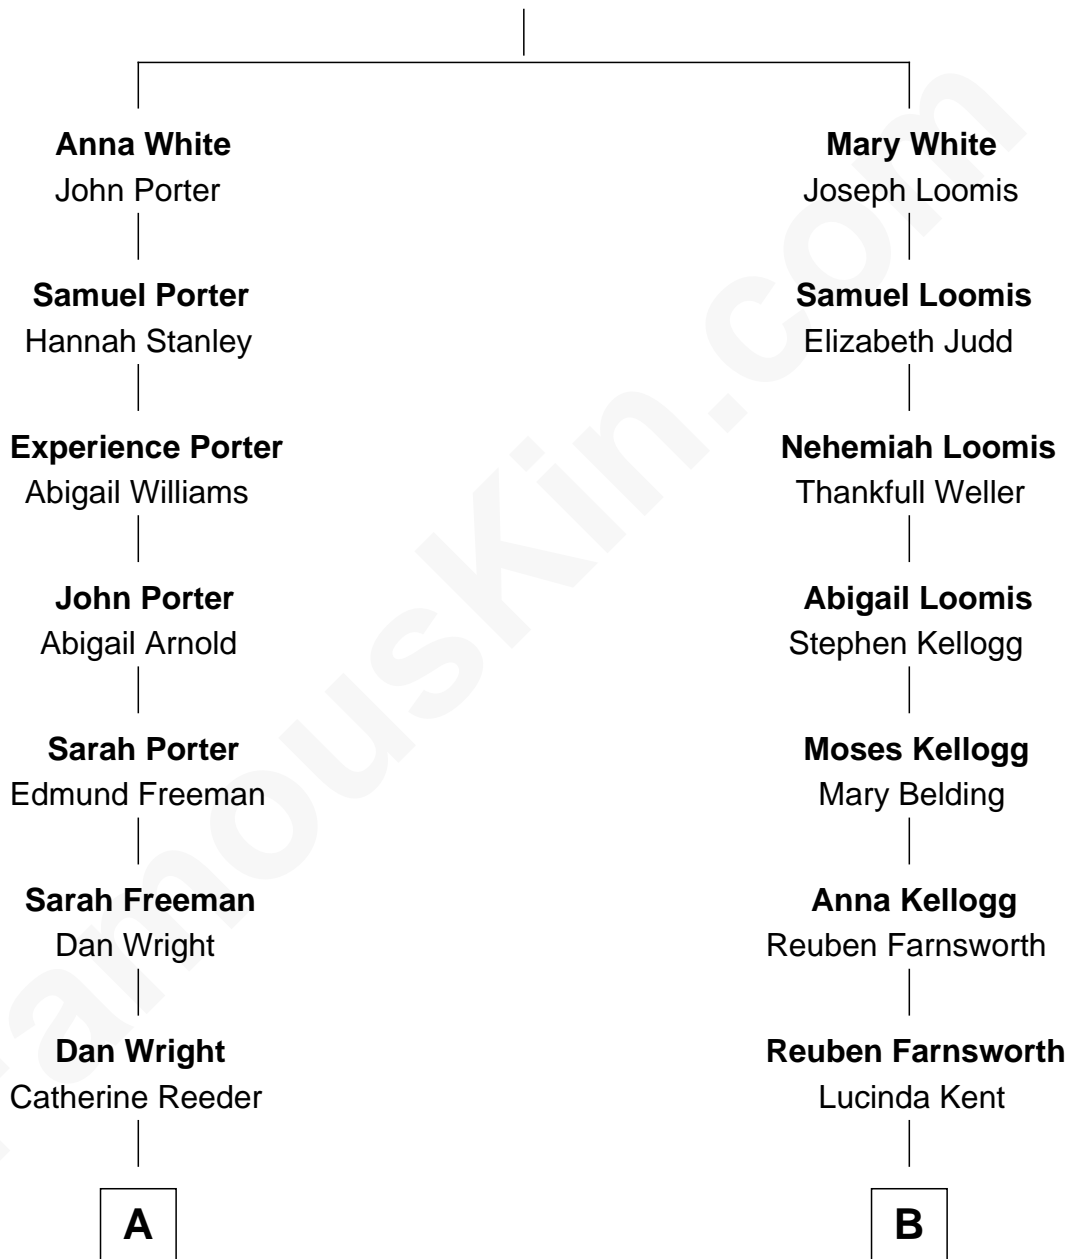 Anna White
John Porter
Mary White
Joseph Loomis
Samuel Porter
Hannah Stanley
Samuel Loomis
Elizabeth Judd
Experience Porter
Abigail Williams
Nehemiah Loomis
Thankfull Weller
John Porter
Abigail Arnold
Abigail Loomis
Stephen Kellogg
Sarah Porter
Edmund Freeman
Moses Kellogg
Mary Belding
Sarah Freeman
Dan Wright
Anna Kellogg
Reuben Farnsworth
Dan Wright
Catherine Reeder
Reuben Farnsworth
Lucinda Kent
A
B
FamousKin.com